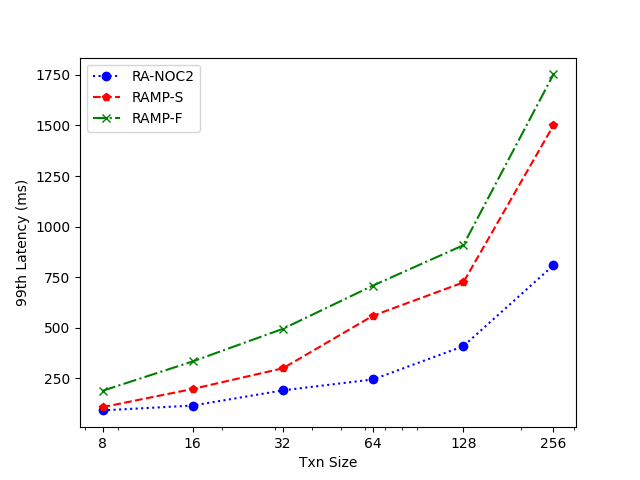 RA-NOC2
RAMP-S
RAMP-F
99th Latency (ms)
1750
1500
1250
1000
750
500
250
8 16 32 64 128 256
Txn Size